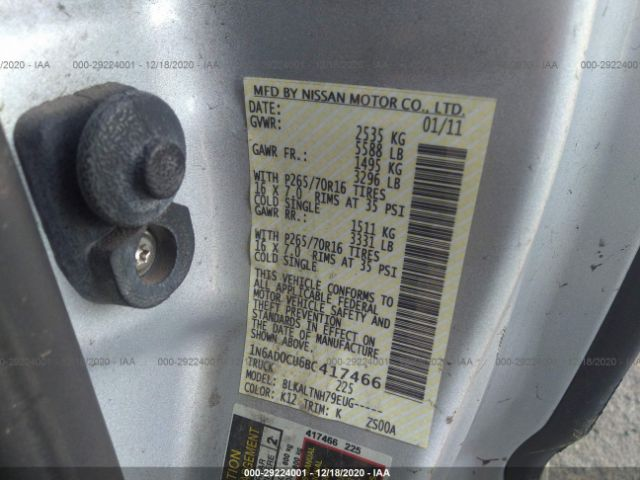 000-29224001 12/18/2020 - IAA
MFD BY NISSAN MOTOR CO., LTD.
DATE: 01/11
GVWR: 2535 KG
5588 LB
GAWR FR.: 1495 KG
3296 LB
WITH P265/70R16 TIRES
16 X 7.0 RIMS AT 35 PSI
COLD SINGLE
GAWR RR.: 1511 KG
3331 LB
WITH P265/70R16 TIRES
16 X 7.0 RIMS AT 35 PSI
COLD SINGLE
THIS VEHICLE CONFORMS TO
ALL APPLICABLE FEDERAL
MOTOR VEHICLE SAFETY AND
THEFT PREVENTION
STANDARDS IN EFFECT ON
THE DATE OF MANUFACTURE
SHOWN ABOVE.
1N6AD0CU6BC417466
TRUCK 225
MODEL: BLKALTNH79EUG-----
COLOR: K12 TRIM: K ZS00A
417466 225
000-29224001 12/18/2020 - IAA